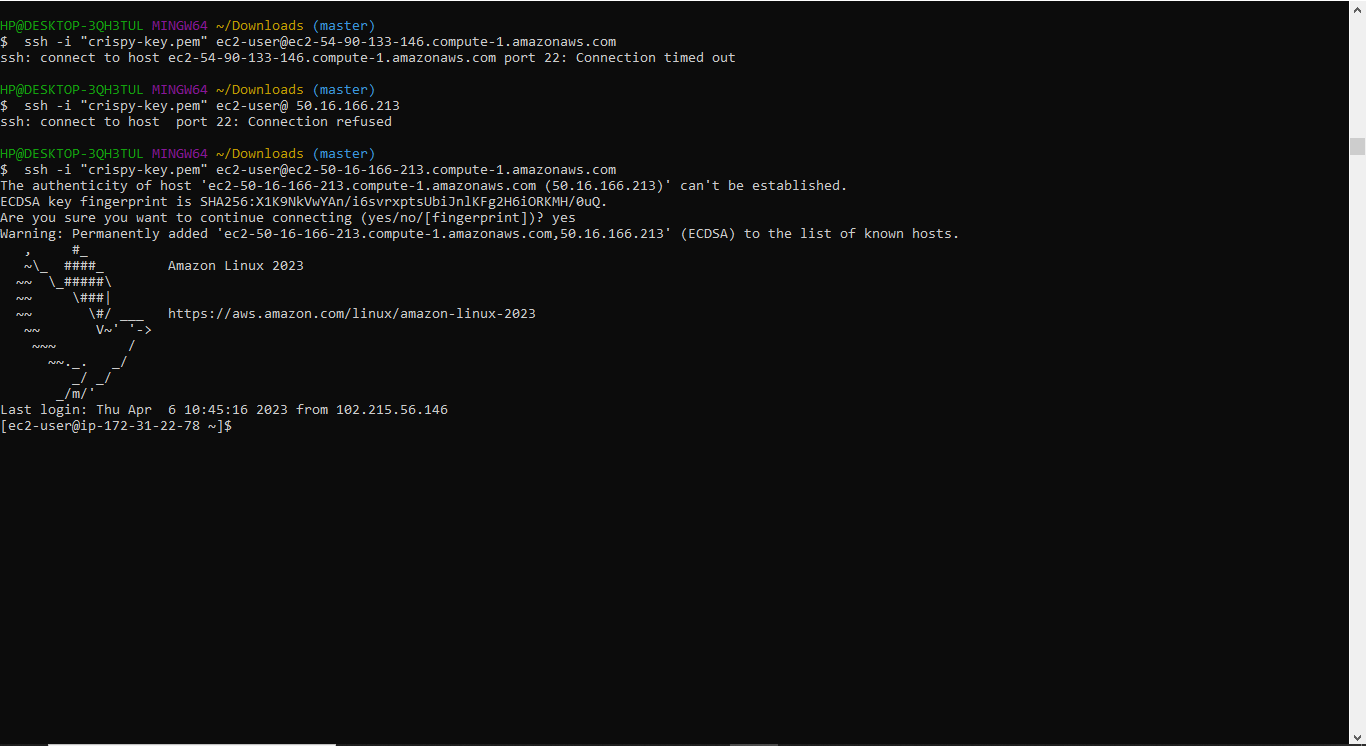 HP@DESKTOP-3QH3TUL MINGW64 ~/Downloads (master)
$  ssh -i "crispy-key.pem" ec2-user@ec2-54-90-133-146.compute-1.amazonaws.com
ssh: connect to host ec2-54-90-133-146.compute-1.amazonaws.com port 22: Connection timed out

HP@DESKTOP-3QH3TUL MINGW64 ~/Downloads (master)
$  ssh -i "crispy-key.pem" ec2-user@ 50.16.166.213
ssh: connect to host  port 22: Connection refused

HP@DESKTOP-3QH3TUL MINGW64 ~/Downloads (master)
$  ssh -i "crispy-key.pem" ec2-user@ec2-50-16-166-213.compute-1.amazonaws.com
The authenticity of host 'ec2-50-16-166-213.compute-1.amazonaws.com (50.16.166.213)' can't be established.
ECDSA key fingerprint is SHA256:X1K9NkVwYAn/i6svrxptsUbiJnlKFg2H6iORKMH/0uQ.
Are you sure you want to continue connecting (yes/no/[fingerprint])? yes
Warning: Permanently added 'ec2-50-16-166-213.compute-1.amazonaws.com,50.16.166.213' (ECDSA) to the list of known hosts.
   ,     #_
   ~\_  ####_        Amazon Linux 2023
  ~~  \_#####\
  ~~     \###|
  ~~       \#/ ___   https://aws.amazon.com/linux/amazon-linux-2023
   ~~       V~' '->
    ~~~         /
      ~~._.   _/
         _/ _/
       _/m/'
Last login: Thu Apr  6 10:45:16 2023 from 102.215.56.146
[ec2-user@ip-172-31-22-78 ~]$